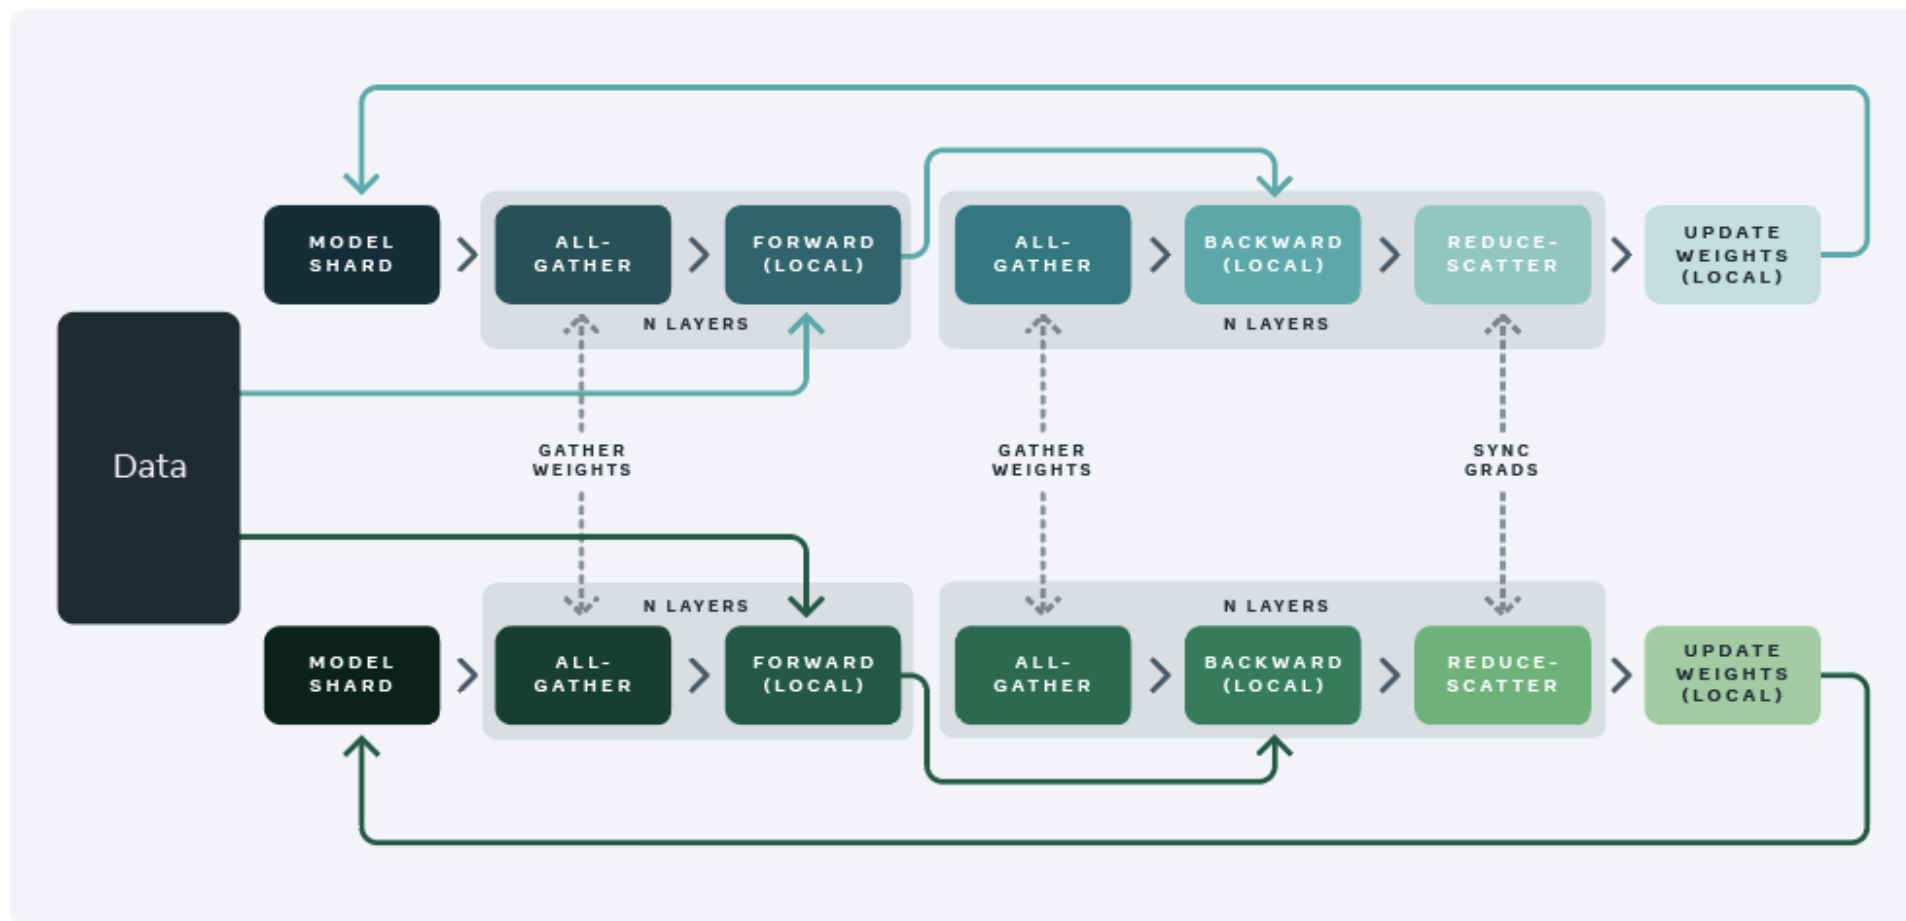 MODEL
SHARD
ALL-
GATHER
FORWARD
(LOCAL)
N LAYERS
ALL-
GATHER
BACKWARD
(LOCAL)
REDUCE-
SCATTER
N LAYERS
UPDATE
WEIGHTS
(LOCAL)
Data
GATHER
WEIGHTS
GATHER
WEIGHTS
SYNC
GRADS
MODEL
SHARD
N LAYERS
ALL-
GATHER
FORWARD
(LOCAL)
N LAYERS
ALL-
GATHER
BACKWARD
(LOCAL)
REDUCE-
SCATTER
UPDATE
WEIGHTS
(LOCAL)